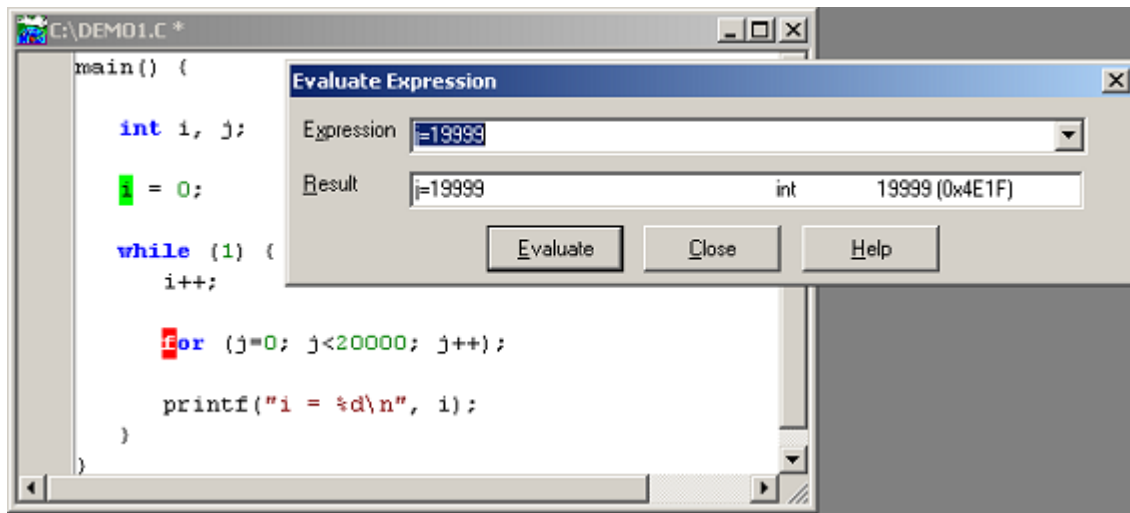 C:\DEMO1.C *
main() {
int i, j;
i = 0;
while (1) {
i++;
for (j=0; j<20000; j++);
printf("i = %d\n", i);
}
}
Evaluate Expression
Expression j=19999
Result j=19999 int 19999 (0x4E1F)
Evaluate Close Help